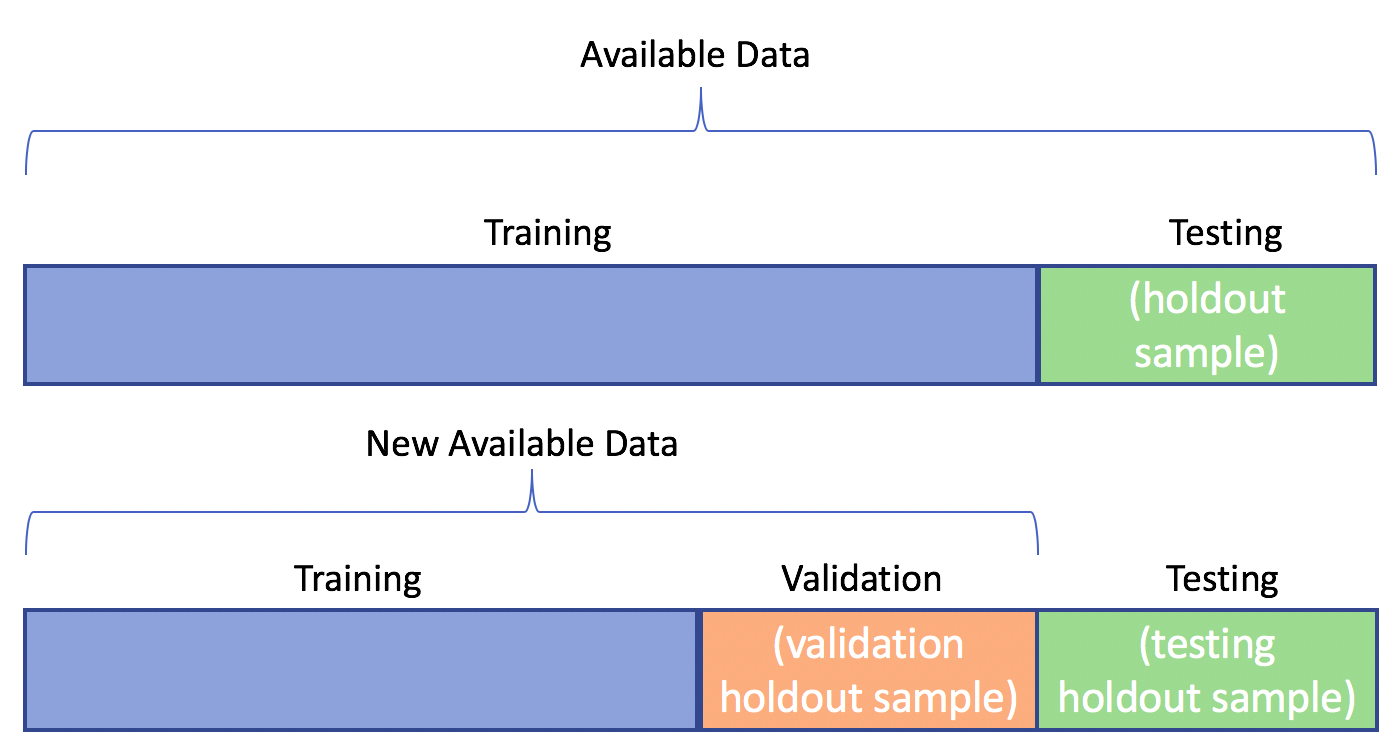 Available Data
Training
Testing
(holdout
sample)
New Available Data
Training
Validation
Testing
(validation
holdout sample)
(testing
holdout sample)